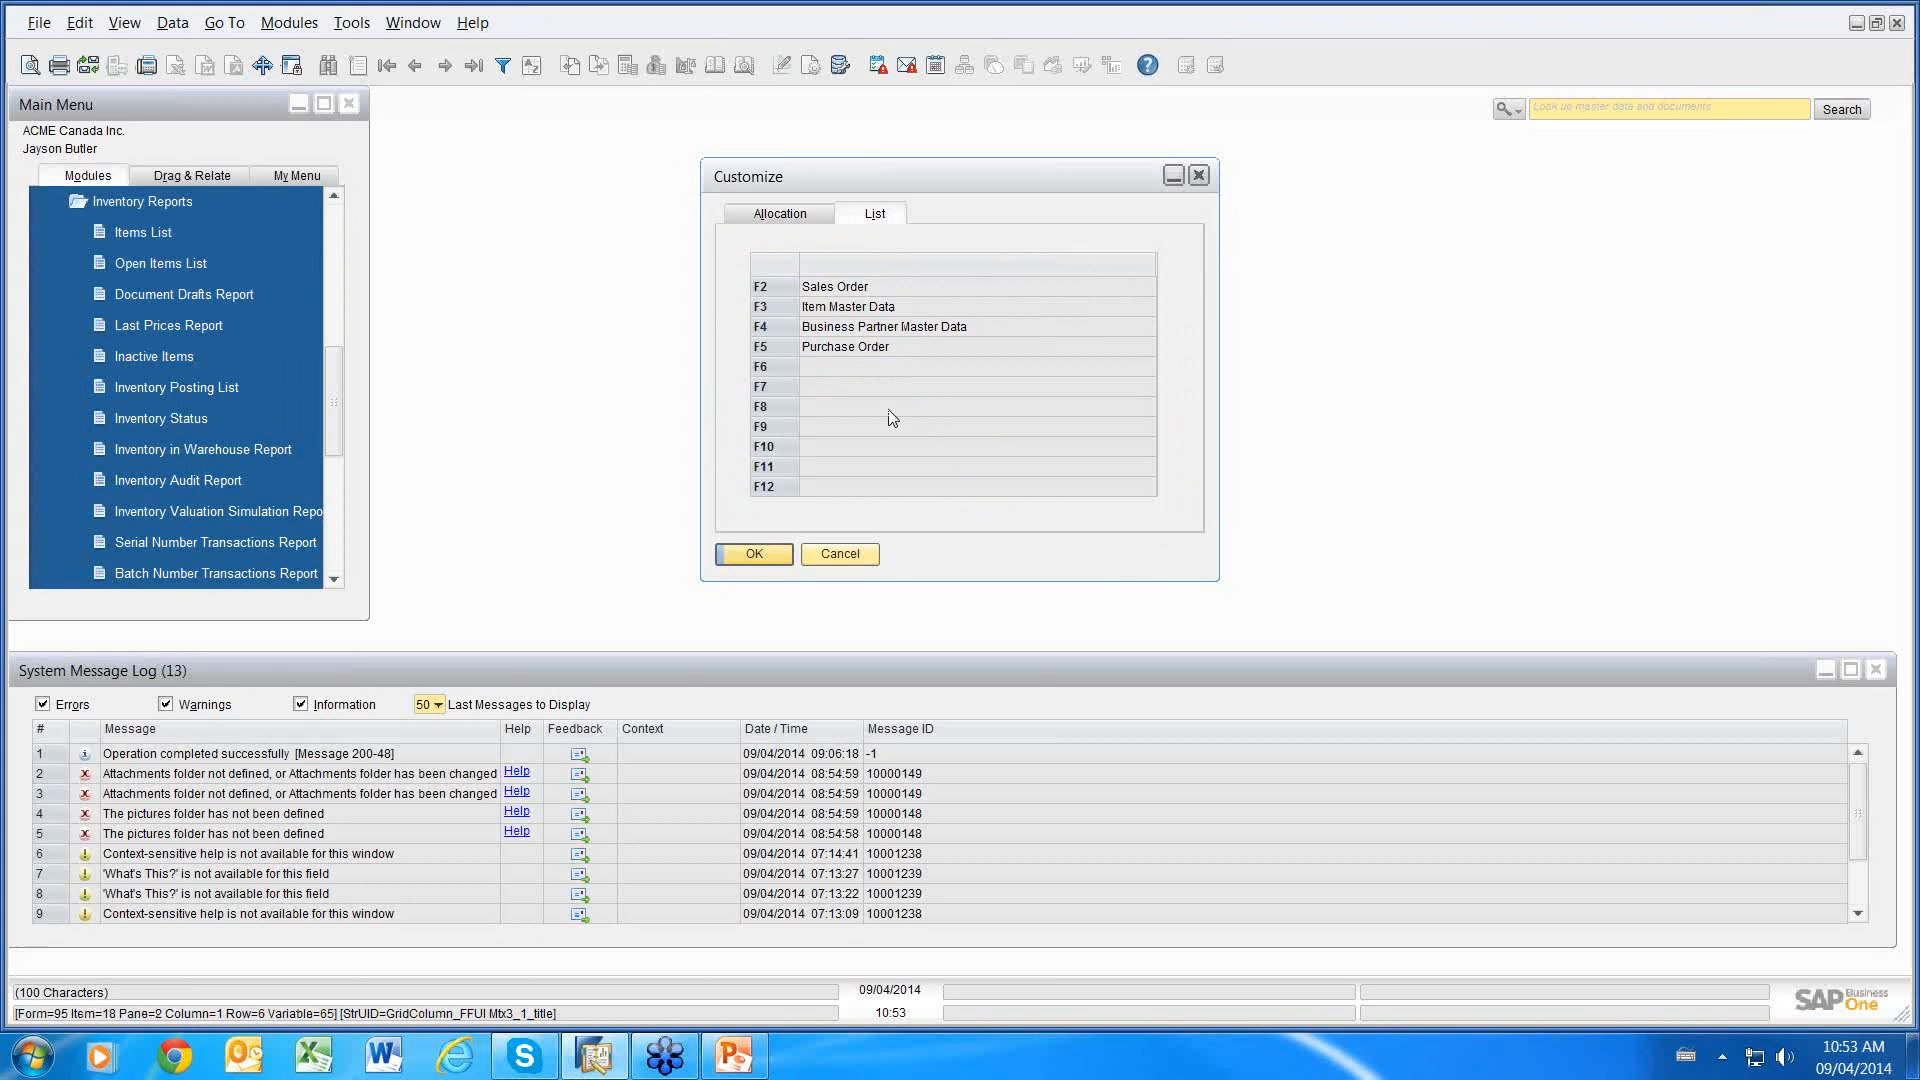 File Edit View Data Go To Modules Tools Window Help
Main Menu
ACME Canada Inc.
Jayson Butler
Look up master data and documents
Search
Modules Drag & Relate My Menu
Inventory Reports
Items List
Open Items List
Document Drafts Report
Last Prices Report
Inactive Items
Inventory Posting List
Inventory Status
Inventory in Warehouse Report
Inventory Audit Report
Inventory Valuation Simulation Repo
Serial Number Transactions Report
Batch Number Transactions Report
Customize
Allocation List
F2 Sales Order
F3 Item Master Data
F4 Business Partner Master Data
F5 Purchase Order
F6
F7
F8
F9
F10
F11
F12
OK Cancel
System Message Log (13)
Errors Warnings Information 50 Last Messages to Display
# Message Help Feedback Context Date / Time Message ID
1 Operation completed successfully [Message 200-48] 09/04/2014 09:06:18 -1
2 Attachments folder not defined, or Attachments folder has been changed Help 09/04/2014 08:54:59 10000149
3 Attachments folder not defined, or Attachments folder has been changed Help 09/04/2014 08:54:59 10000149
4 The pictures folder has not been defined Help 09/04/2014 08:54:59 10000148
5 The pictures folder has not been defined Help 09/04/2014 08:54:58 10000148
6 Context-sensitive help is not available for this window 09/04/2014 07:14:41 10001238
7 'What's This?' is not available for this field 09/04/2014 07:13:27 10001239
8 'What's This?' is not available for this field 09/04/2014 07:13:22 10001239
9 Context-sensitive help is not available for this window 09/04/2014 07:13:09 10001238
(100 Characters) 09/04/2014
[Form=95 Item=18 Pane=2 Column=1 Row=6 Variable=65] [StrUID=GridColumn_FFUI Mtx3_1_title] 10:53
SAP Business One
10:53 AM
09/04/2014